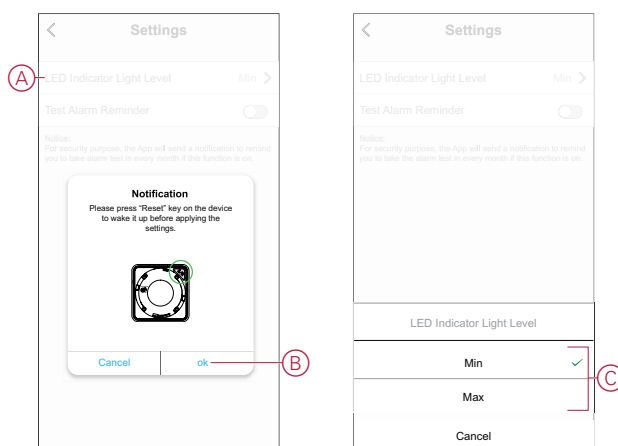 Settings
A
LED Indicator Light Level
Min
Test Alarm Reminder
Notice:
For security purpose, the App will send a notification to remind
you to take alarm test in every month if this function is on.
Notification
Please press “Reset” key on the device
to wake it up before applying the
settings.
Cancel
ok
B
Settings
LED Indicator Light Level
Min
Test Alarm Reminder
Notice:
For security purpose, the App will send a notification to remind
you to take the alarm test in every month if this function is on.
LED Indicator Light Level
Min
Max
C
Cancel